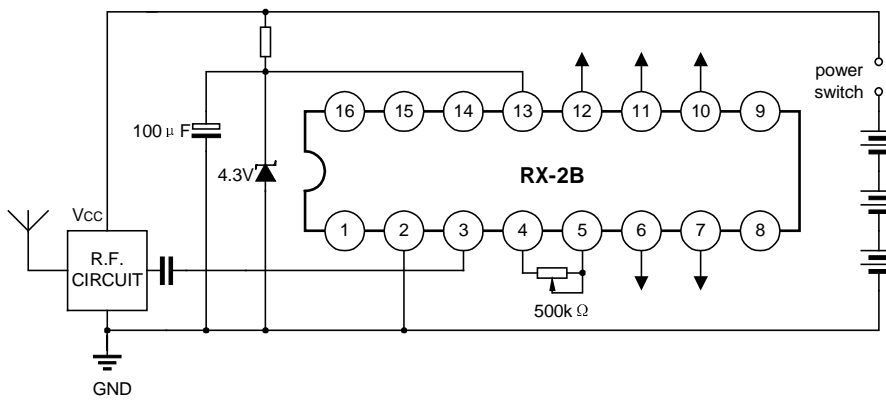 16 15 14 13 12 11 10 9
power
switch
100 μ F
4.3V
RX-2B
VCC
1 2 3 4 5 6 7 8
R.F.
CIRCUIT
500k Ω
GND